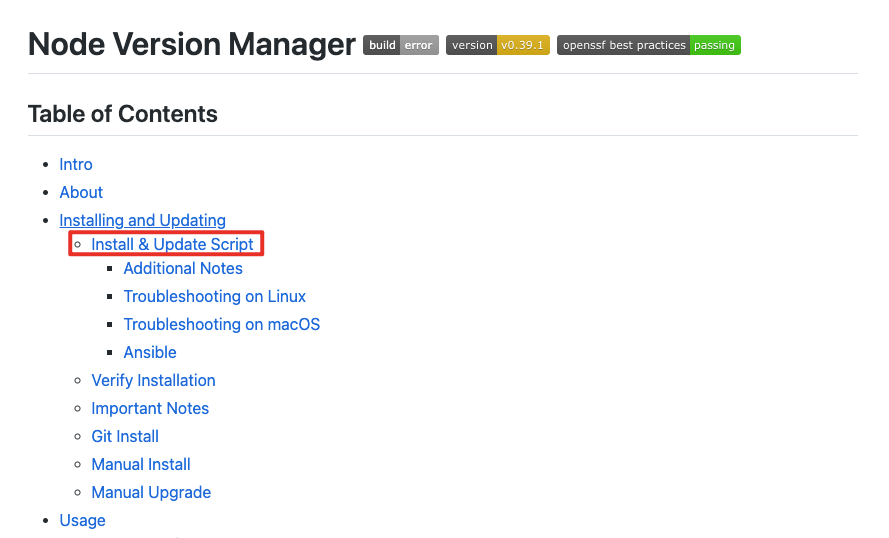 Node Version Manager build error version v0.39.1 openssf best practices passing
Table of Contents
Intro
About
Installing and Updating
Install & Update Script
Additional Notes
Troubleshooting on Linux
Troubleshooting on macOS
Ansible
Verify Installation
Important Notes
Git Install
Manual Install
Manual Upgrade
Usage